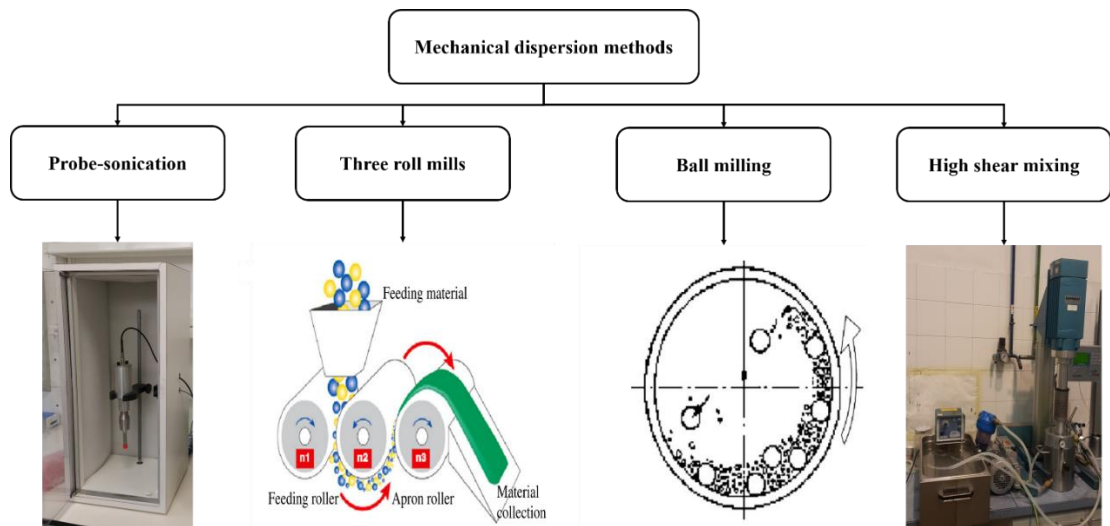 Mechanical dispersion methods
Probe-sonication
Three roll mills
Ball milling
High shear mixing
Feeding material
n1
n2
n3
Feeding roller
Apron roller
Material
collection